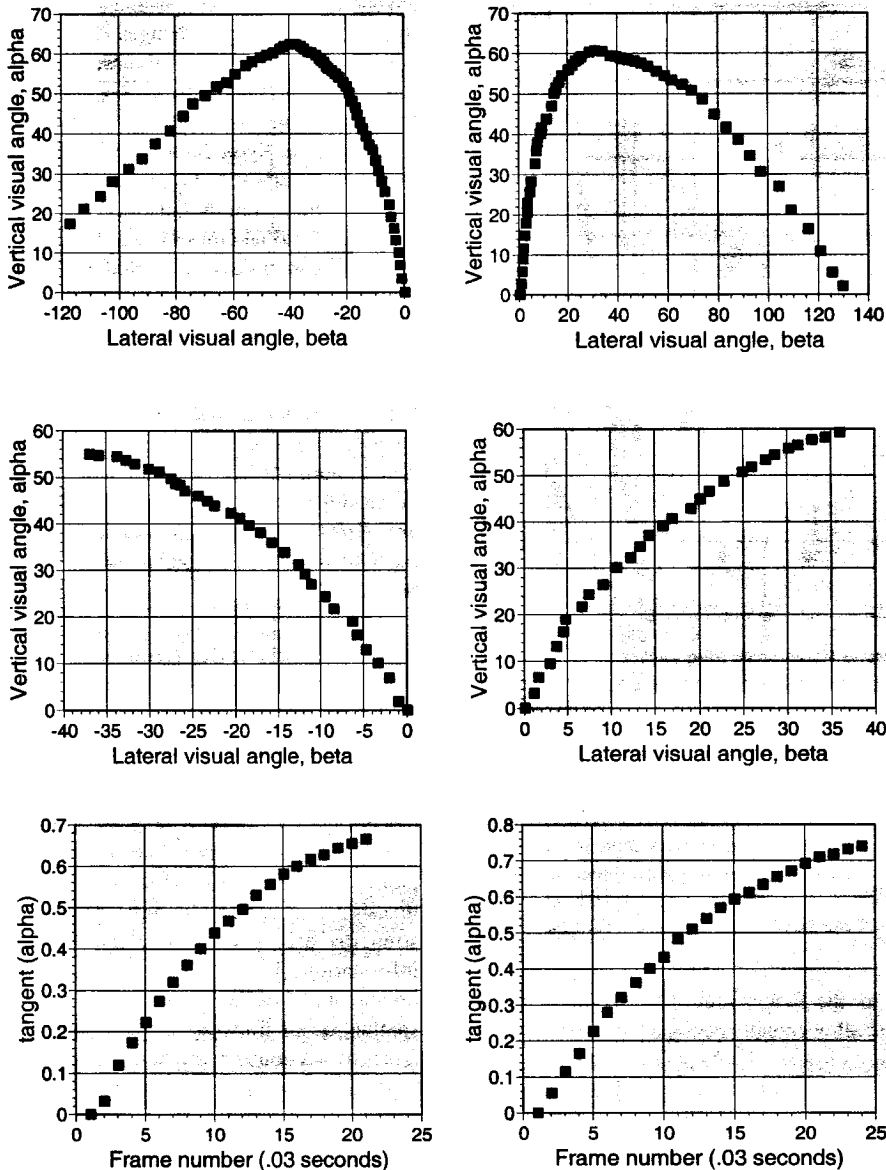 Vertical visual angle, alpha
70
60
50
40
30
20
10
0
-120 -100 -80 -60 -40 -20 0
Lateral visual angle, beta
Vertical visual angle, alpha
70
60
50
40
30
20
10
0
0 20 40 60 80 100 120 140
Lateral visual angle, beta
Vertical visual angle, alpha
60
50
40
30
20
10
0
-40 -35 -30 -25 -20 -15 -10 -5 0
Lateral visual angle, beta
Vertical visual angle, alpha
60
50
40
30
20
10
0
0 5 10 15 20 25 30 35 40
Lateral visual angle, beta
tangent (alpha)
0.7
0.6
0.5
0.4
0.3
0.2
0.1
0
0 5 10 15 20 25
Frame number (.03 seconds)
tangent (alpha)
0.8
0.7
0.6
0.5
0.4
0.3
0.2
0.1
0
0 5 10 15 20 25
Frame number (.03 seconds)